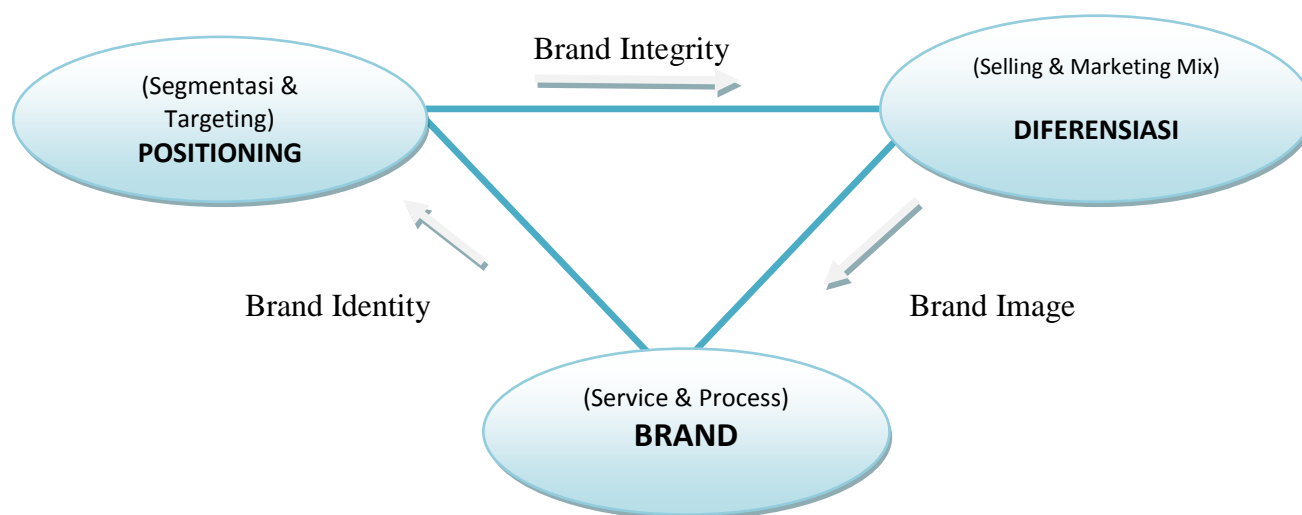 Brand Integrity
(Segmentasi &
Targeting)
POSITIONING
(Selling & Marketing Mix)
DIFERENSIASI
Brand Identity
Brand Image
(Service & Process)
BRAND